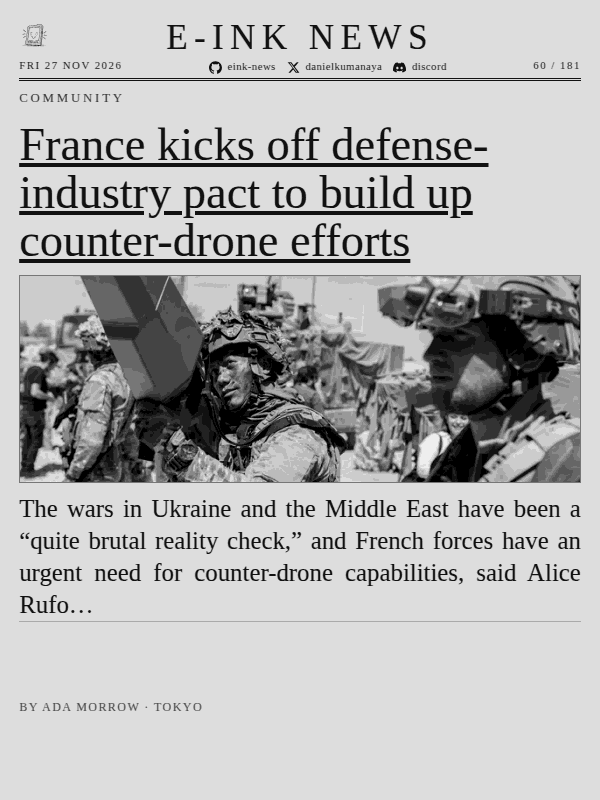 E-INK NEWS
FRI 27 NOV 2026
eink-news
danielkumanaya
discord
60 / 181
COMMUNITY
France kicks off defense-
industry pact to build up
counter-drone efforts
The wars in Ukraine and the Middle East have been a
“quite brutal reality check,” and French forces have an
urgent need for counter-drone capabilities, said Alice
Rufo…
BY ADA MORROW · TOKYO